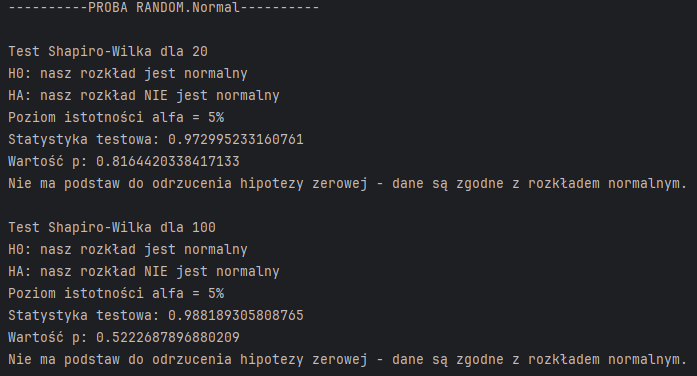 ----------PROBA RANDOM.Normal----------
Test Shapiro-Wilka dla 20
H0: nasz rozkład jest normalny
HA: nasz rozkład NIE jest normalny
Poziom istotności alfa = 5%
Statystyka testowa: 0.972995233160761
Wartość p: 0.8164420338417133
Nie ma podstaw do odrzucenia hipotezy zerowej - dane są zgodne z rozkładem normalnym.
Test Shapiro-Wilka dla 100
H0: nasz rozkład jest normalny
HA: nasz rozkład NIE jest normalny
Poziom istotności alfa = 5%
Statystyka testowa: 0.988189305808765
Wartość p: 0.5222687896880209
Nie ma podstaw do odrzucenia hipotezy zerowej - dane są zgodne z rozkładem normalnym.